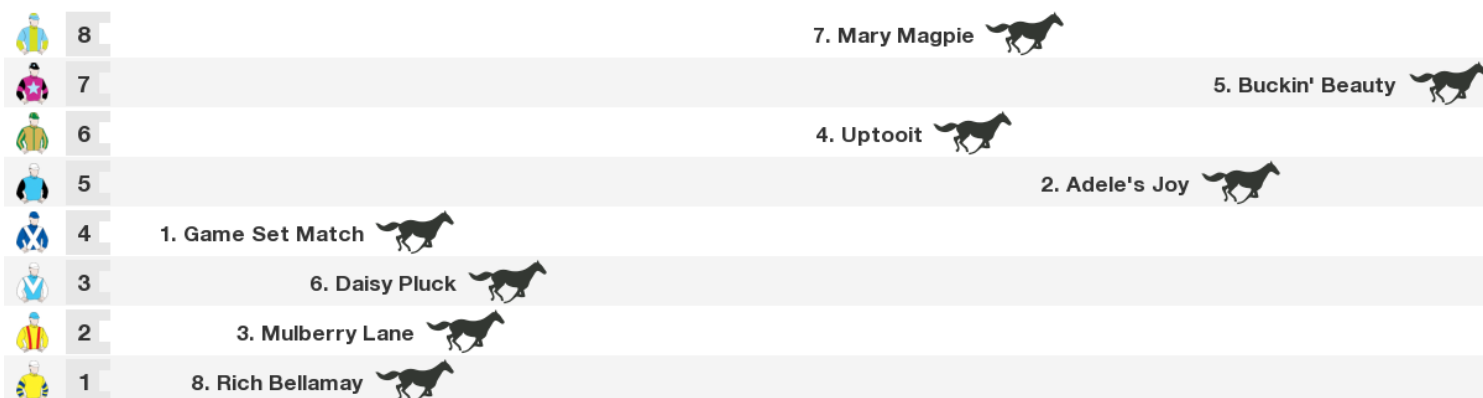 8 7. Mary Magpie
7 5. Buckin' Beauty
6 4. Uptooit
5 2. Adele's Joy
4 1. Game Set Match
3 6. Daisy Pluck
2 3. Mulberry Lane
1 8. Rich Bellamay